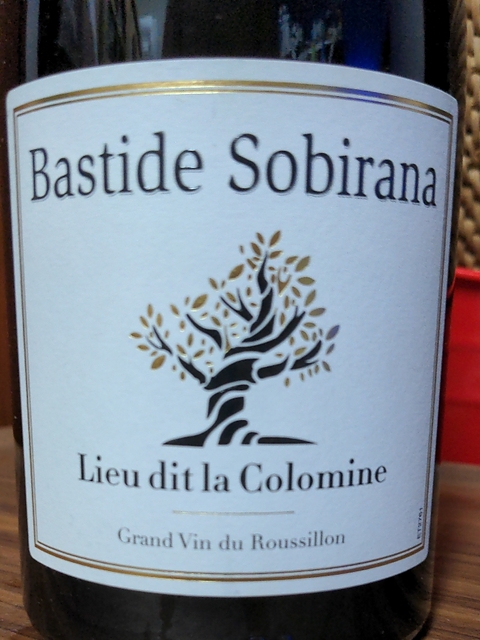 Bastide Sobirana
Lieu dit la Colomine
Grand Vin du Roussillon